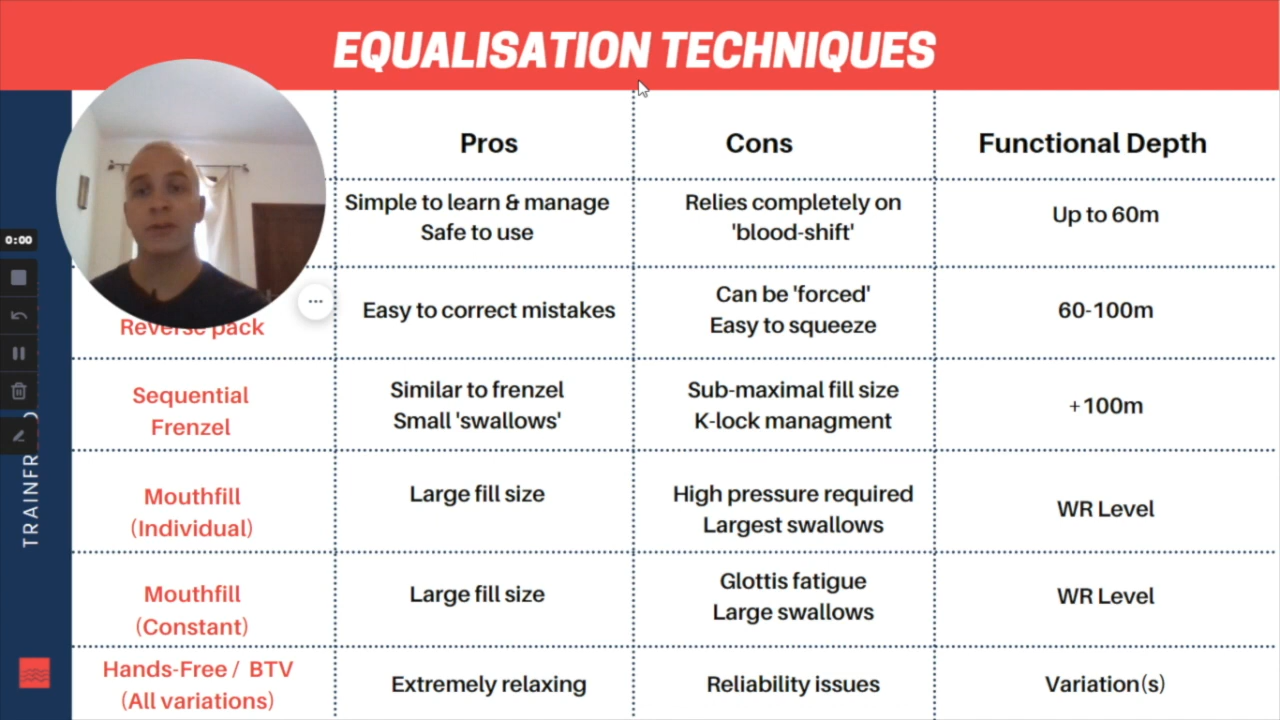 EQUALISATION TECHNIQUES
Pros
Cons
Functional Depth
Simple to learn & manage
Safe to use
Relies completely on
'blood-shift'
Up to 60m
Reverse pack
Easy to correct mistakes
Can be 'forced'
Easy to squeeze
60-100m
Sequential
Frenzel
Similar to frenzel
Small 'swallows'
Sub-maximal fill size
K-lock managment
+100m
Mouthfill
(Individual)
Large fill size
High pressure required
Largest swallows
WR Level
Mouthfill
(Constant)
Large fill size
Glottis fatigue
Large swallows
WR Level
Hands-Free / BTV
(All variations)
Extremely relaxing
Reliability issues
Variation(s)
0:00